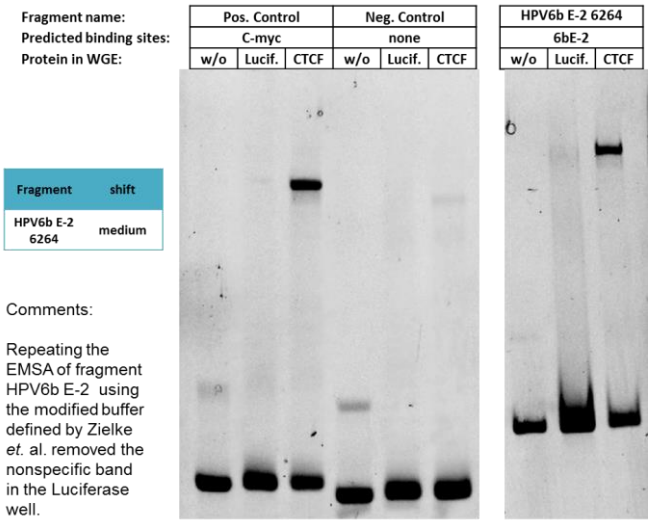 Fragment name: Pos. Control Neg. Control HPV6b E-2 6264
Predicted binding sites: C-myc none 6bE-2
Protein in WGE: w/o Lucif. CTCF w/o Lucif. CTCF w/o Lucif. CTCF
Fragment shift
HPV6b E-2 6264 medium
Comments:
Repeating the
EMSA of fragment
HPV6b E-2 using
the modified buffer
defined by Zielke
et. al. removed the
nonspecific band
in the Luciferase
well.